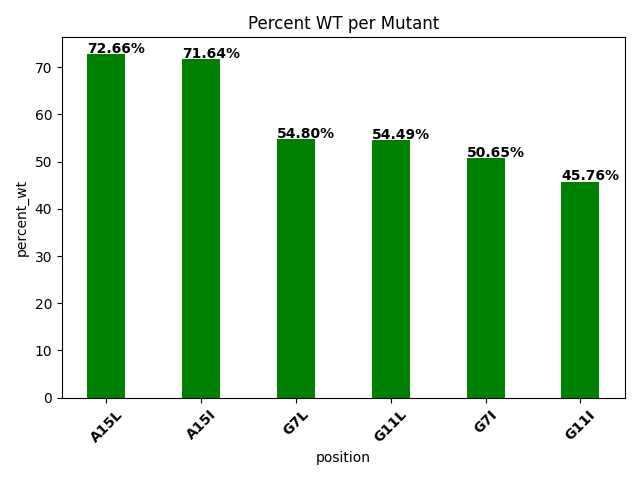 Percent WT per Mutant
percent_wt
70
60
50
40
30
20
10
0
72.66%
71.64%
54.80%
54.49%
50.65%
45.76%
A15L
A15I
G7L
G11L
G7I
G11I
position